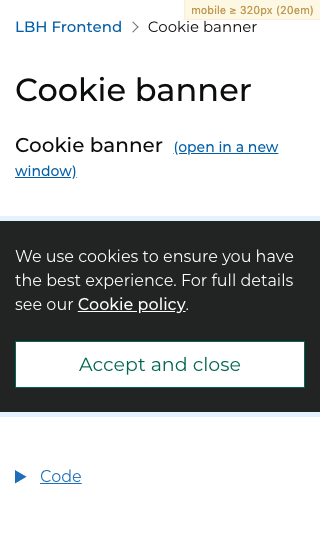 mobile ≥ 320px (20em)
LBH Frontend > Cookie banner
Cookie banner
Cookie banner (open in a new
window)
We use cookies to ensure you have
the best experience. For full details
see our Cookie policy.
Accept and close
Code